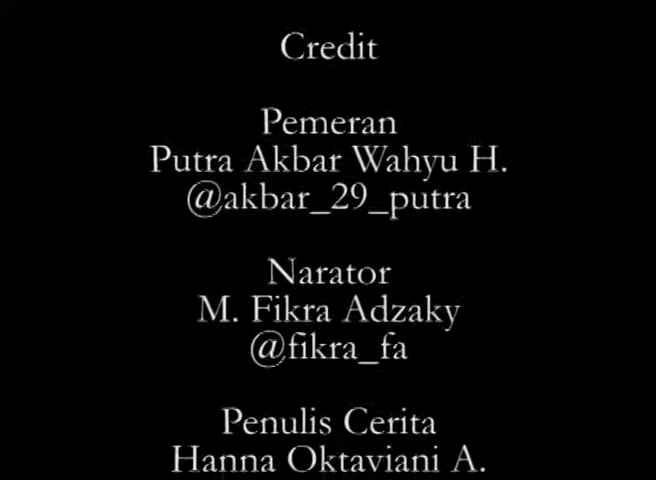 Credit
Pemeran
Putra Akbar Wahyu H.
@akbar_29_putra
Narator
M. Fikra Adzaky
@fikra_fa
Penulis Cerita
Hanna Oktaviani A.